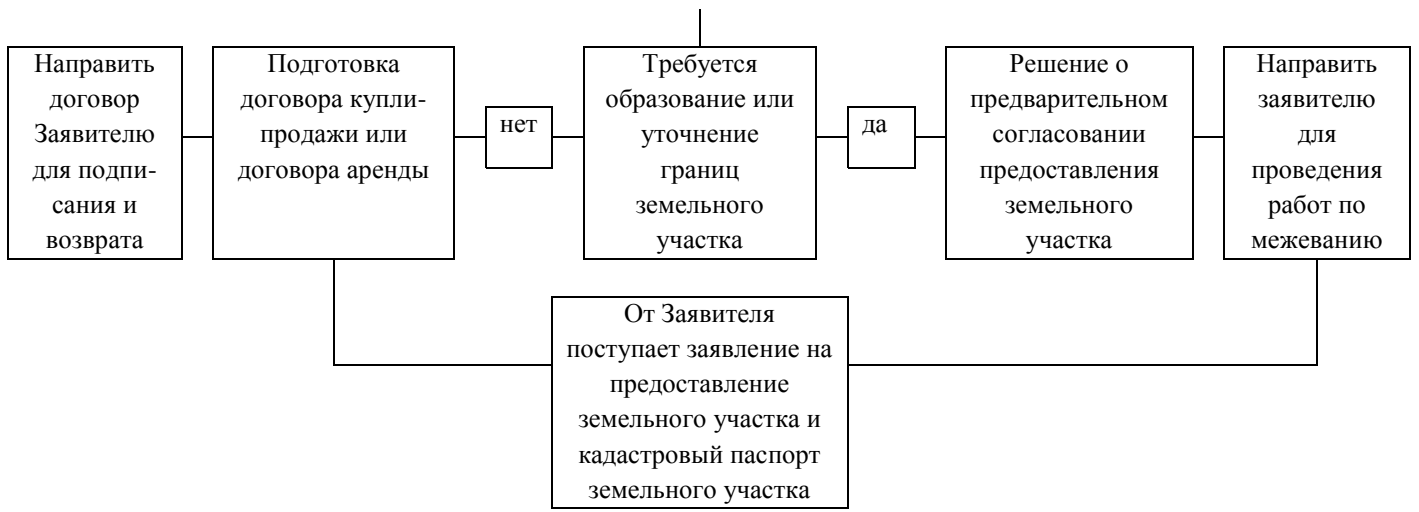 Направить
договор
Заявителю
для подпи-
сания и
возврата
Подготовка
договора купли-
продажи или
договора аренды
нет
Требуется
образование или
уточнение
границ
земельного
участка
да
Решение о
предварительном
согласовании
предоставления
земельного
участка
Направить
заявителю
для
проведения
работ по
межеванию
От Заявителя
поступает заявление на
предоставление
земельного участка и
кадастровый паспорт
земельного участка